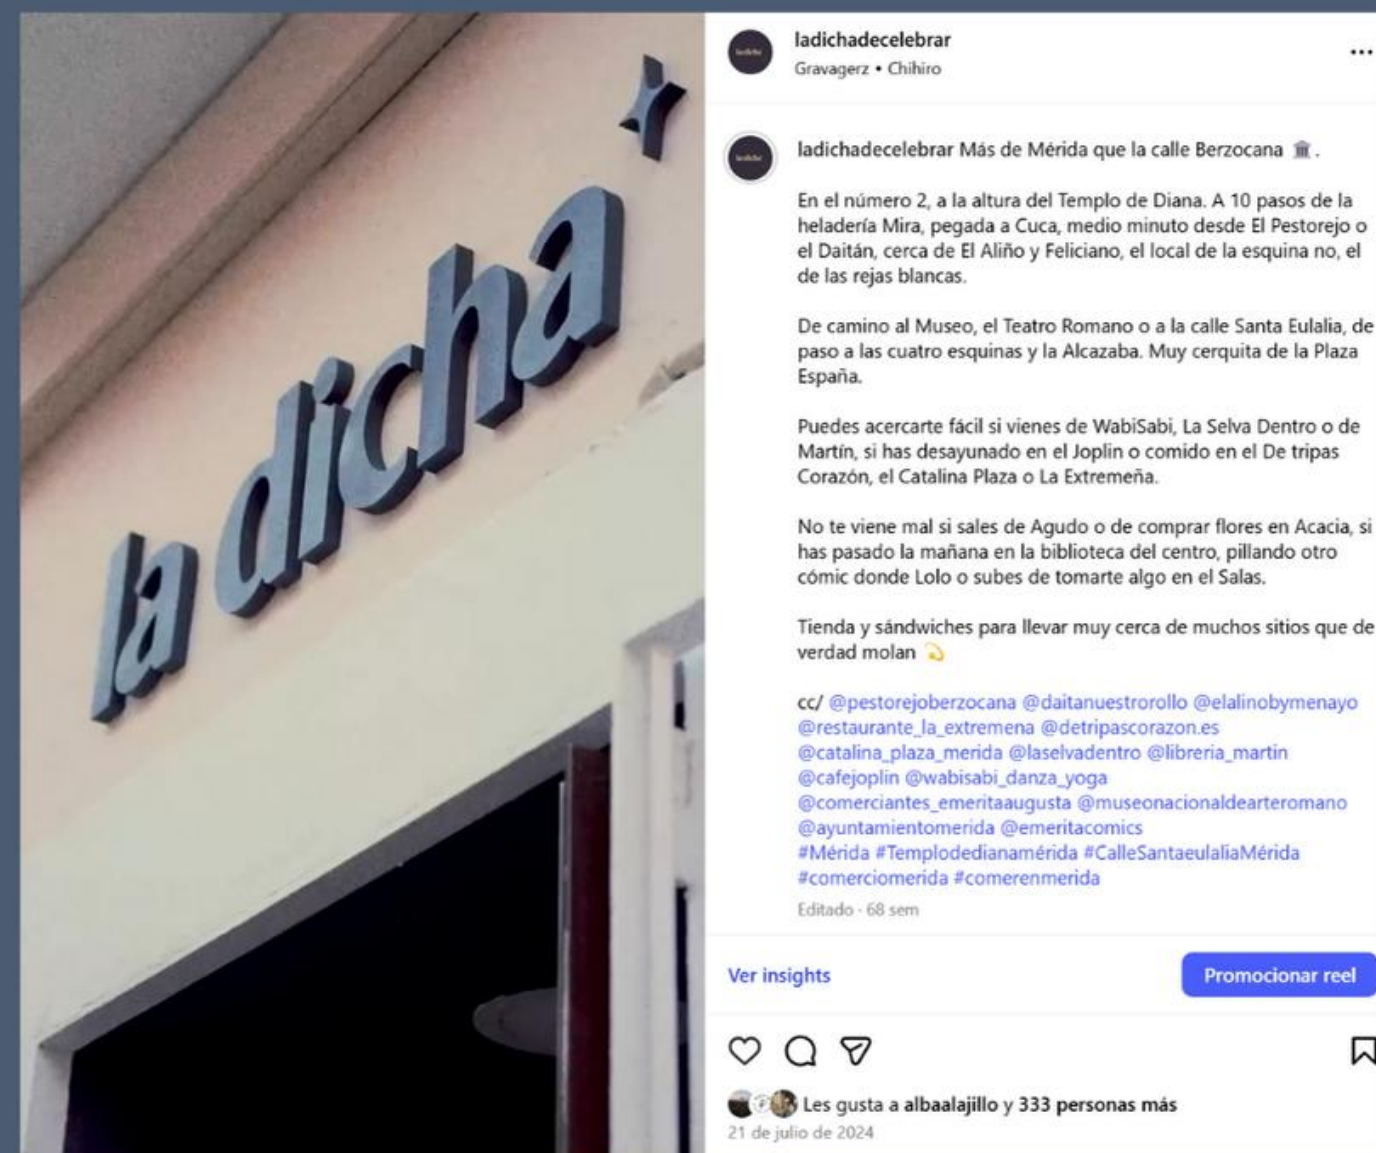 la dicha
ladichadecelebrar
Gravagerz • Chihiro
ladichadecelebrar Más de Mérida que la calle Berzocana 🏛️.
En el número 2, a la altura del Templo de Diana. A 10 pasos de la
heladería Mira, pegada a Cuca, medio minuto desde El Pestorejo o
el Daitán, cerca de El Aliño y Feliciano, el local de la esquina no, el
de las rejas blancas.
De camino al Museo, el Teatro Romano o a la calle Santa Eulalia, de
paso a las cuatro esquinas y la Alcazaba. Muy cerquita de la Plaza
España.
Puedes acercarte fácil si vienes de WabiSabi, La Selva Dentro o de
Martín, si has desayunado en el Joplin o comido en el De tripas
Corazón, el Catalina Plaza o La Extremeña.
No te viene mal si sales de Agudo o de comprar flores en Acacia, si
has pasado la mañana en la biblioteca del centro, pillando otro
cómic donde Lolo o subes de tomarte algo en el Salas.
Tienda y sándwiches para llevar muy cerca de muchos sitios que de
verdad molan 💫
cc/ @pestorejoberzocana @daitanuestrorollo @elalinobymenayo
@restaurante_la_extremena @detripascorazon.es
@catalina_plaza_merida @laselvadentro @libreria_martin
@cafejoplin @wabisabi_danza_yoga
@comerciantes_emeritaaugusta @museonacionaldearteromano
@ayuntamientomerida @emeritacomics
#Mérida #Templodedianamérida #CalleSantaeulaliaMérida
#comerciomerida #comerenmerida
Editado · 68 sem
Ver insights
Promocionar reel
Les gusta a albaalajillo y 333 personas más
21 de julio de 2024